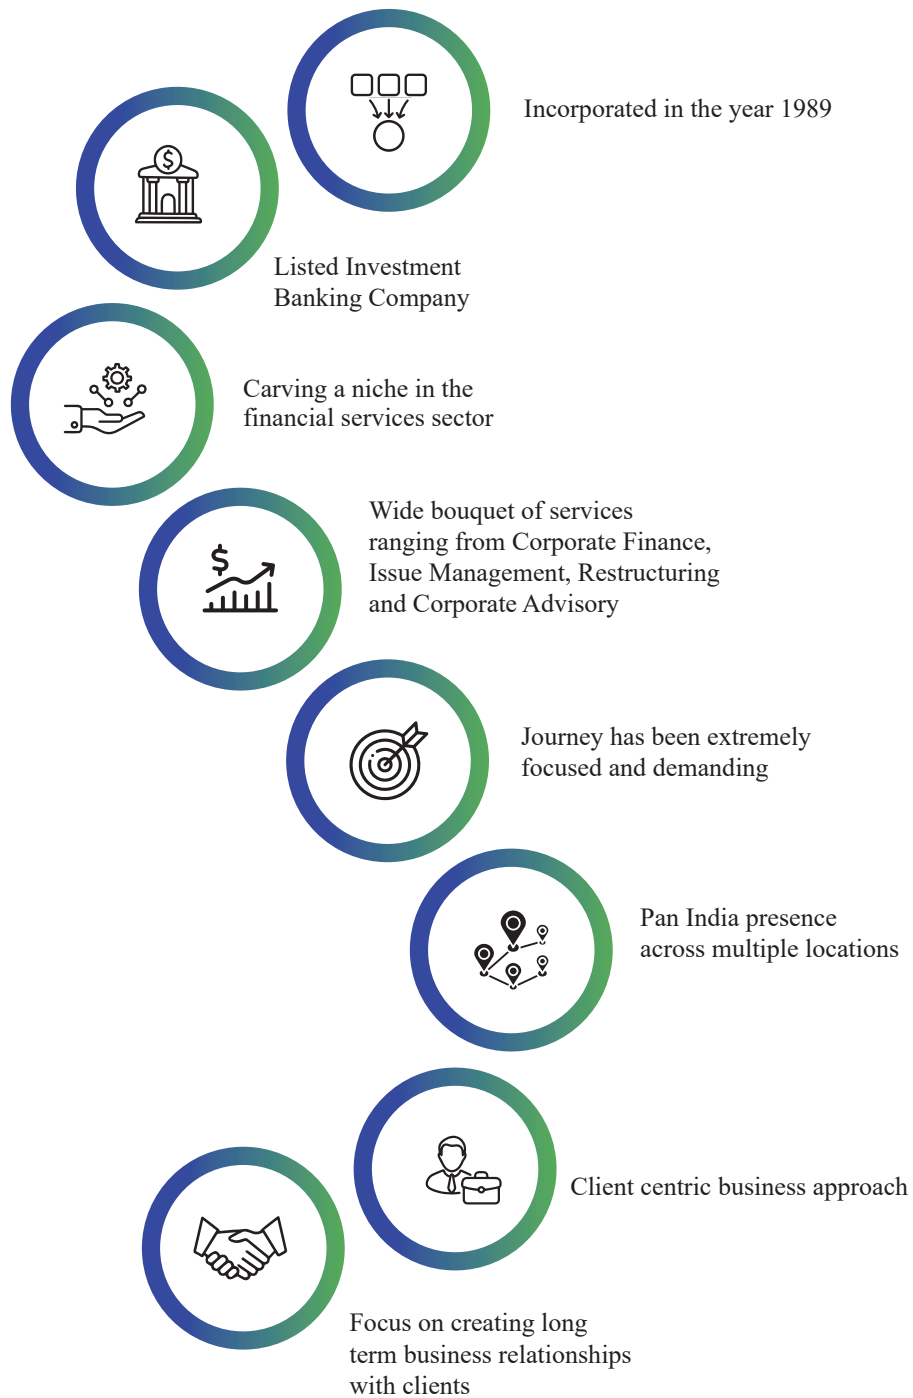 Incorporated in the year 1989
Listed Investment
Banking Company
Carving a niche in the
financial services sector
Wide bouquet of services
ranging from Corporate Finance,
Issue Management, Restructuring
and Corporate Advisory
Journey has been extremely
focused and demanding
Pan India presence
across multiple locations
Client centric business approach
Focus on creating long
term business relationships
with clients